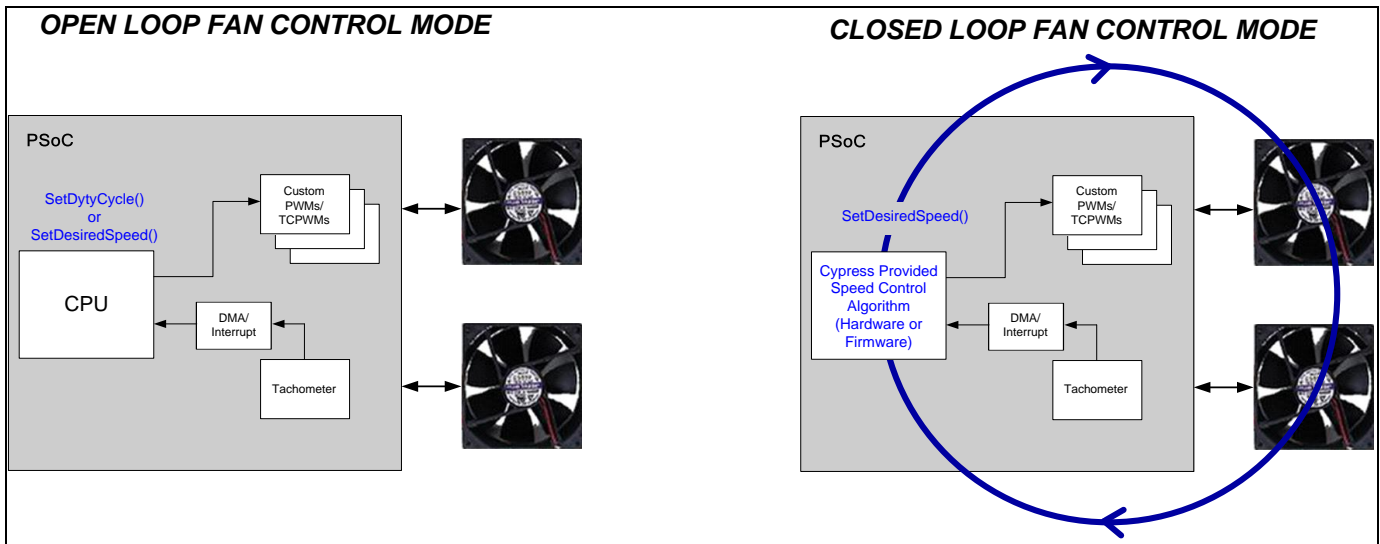 OPEN LOOP FAN CONTROL MODE
PSoC
SetDytyCycle()
or
SetDesiredSpeed()
CPU
Custom
PWMs/
TCPWMs
DMA/
Interrupt
Tachometer
CLOSED LOOP FAN CONTROL MODE
PSoC
SetDesiredSpeed()
Cypress Provided
Speed Control
Algorithm
(Hardware or
Firmware)
Custom
PWMs/
TCPWMs
DMA/
Interrupt
Tachometer